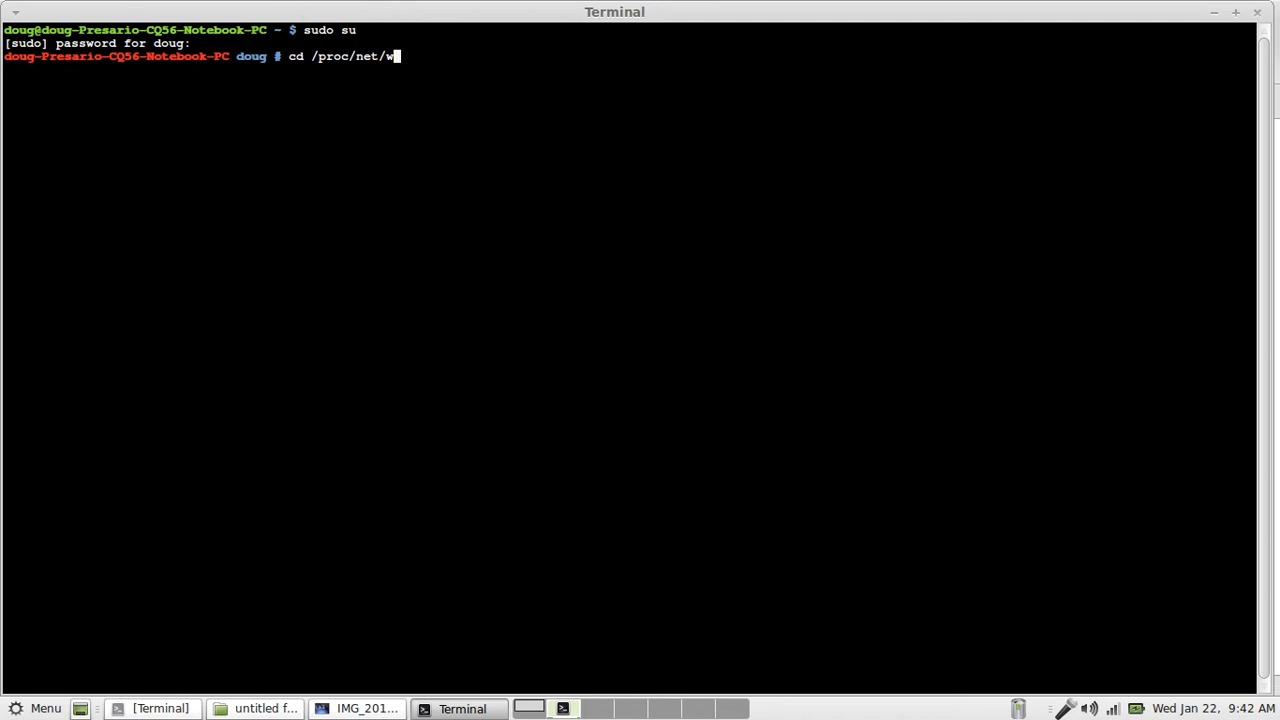 Terminal
doug@doug-Presario-CQ56-Notebook-PC ~ $ sudo su
[sudo] password for doug:
doug-Presario-CQ56-Notebook-PC doug # cd /proc/net/w
Menu [Terminal] untitled f... IMG_201... Terminal Wed Jan 22, 9:42 AM